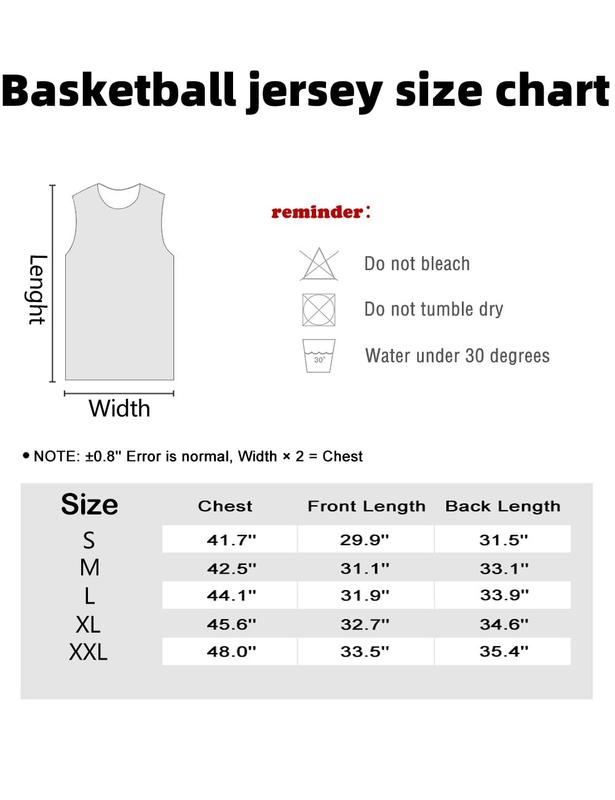 Basketball jersey size chart
reminder:
Lenght
Do not bleach
Do not tumble dry
30°
Water under 30 degrees
Width
• NOTE: ±0.8" Error is normal, Width × 2 = Chest
Size Chest Front Length Back Length
S 41.7" 29.9" 31.5"
M 42.5" 31.1" 33.1"
L 44.1" 31.9" 33.9"
XL 45.6" 32.7" 34.6"
XXL 48.0" 33.5" 35.4"